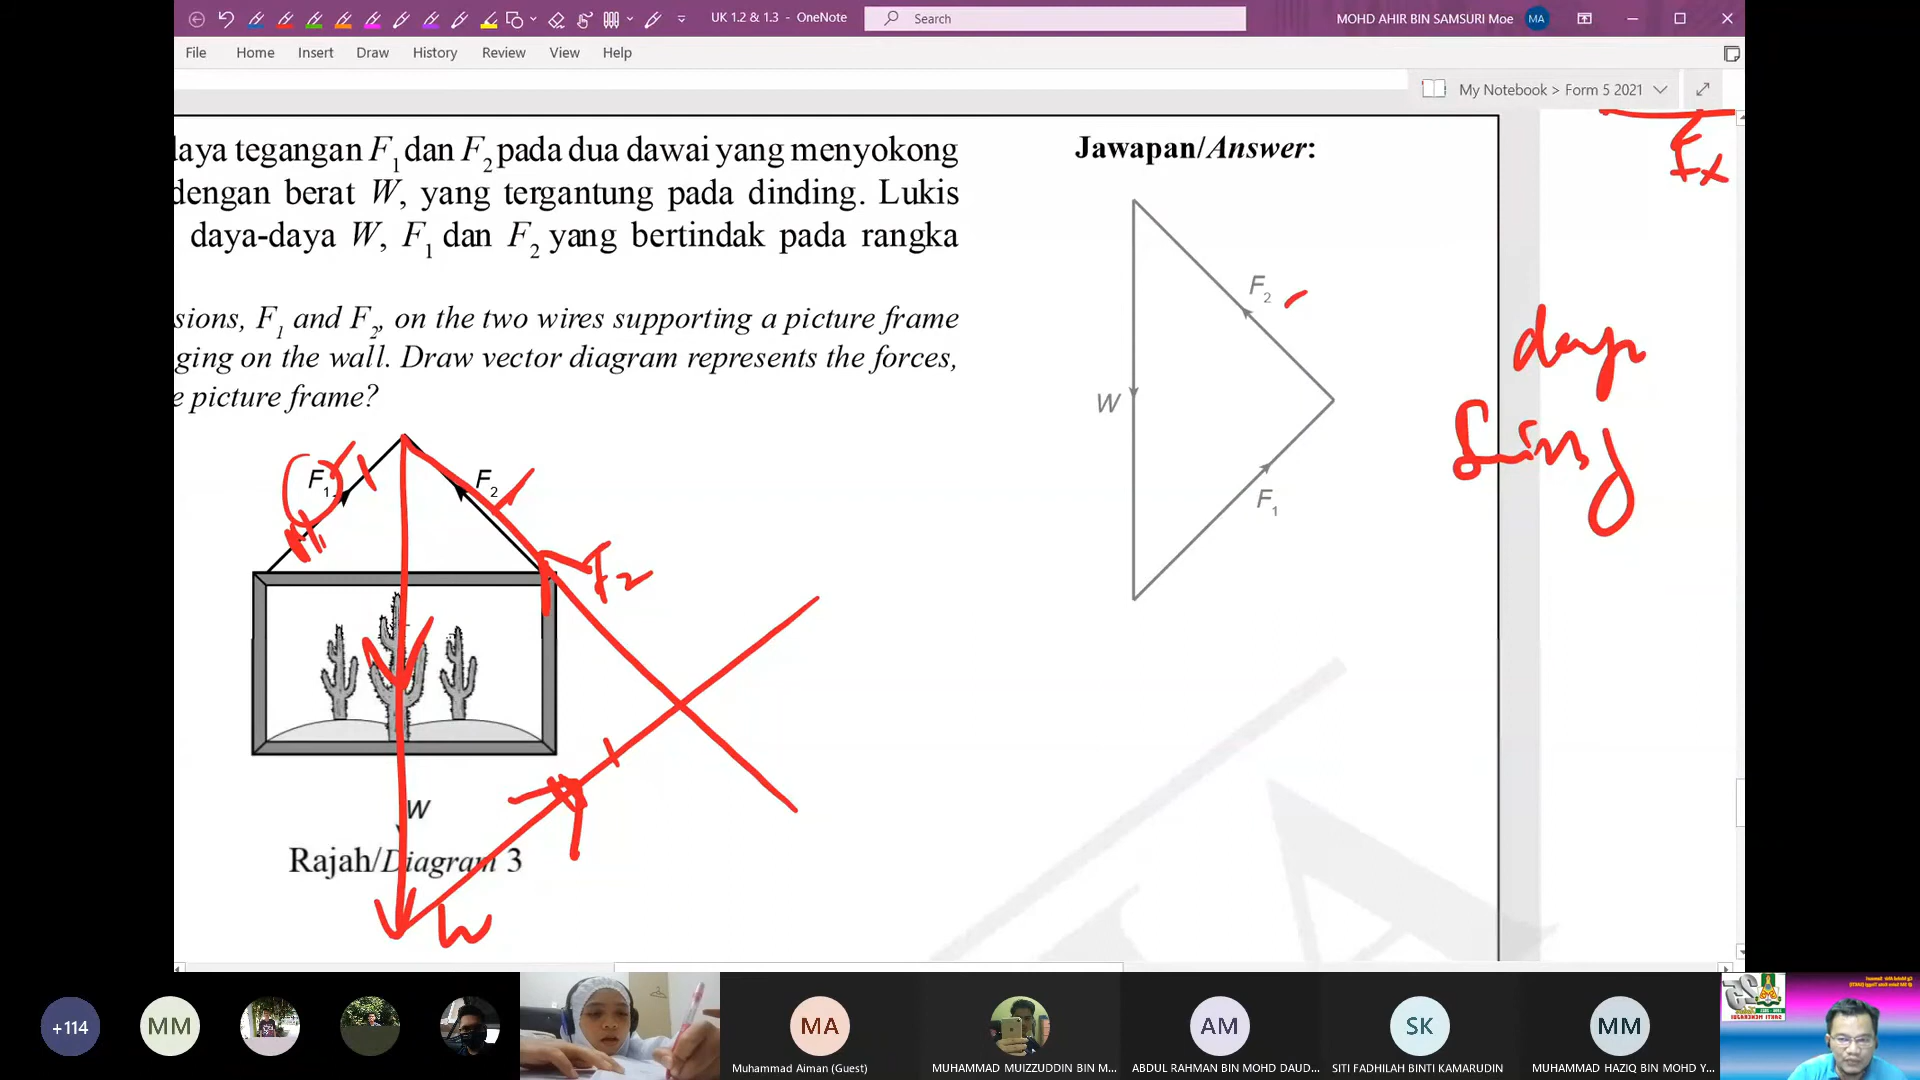 UK 1.2 & 1.3 - OneNote
Search
MOHD AHIR BIN SAMSURI Moe
MA
File Home Insert Draw History Review View Help
My Notebook > Form 5 2021
Fx
daya tegangan F1 dan F2 pada dua dawai yang menyokong
dengan berat W, yang tergantung pada dinding. Lukis
daya-daya W, F1 dan F2 yang bertindak pada rangka
sions, F1 and F2, on the two wires supporting a picture frame
ging on the wall. Draw vector diagram represents the forces,
e picture frame?
Jawapan/Answer:
F2
W
F1
F1
F2
F2
W
W
Rajah/Diagram 3
+114
MM
MA
Muhammad Aiman (Guest)
MUHAMMAD MUIZZUDDIN BIN M...
AM
ABDUL RAHMAN BIN MOHD DAUD...
SK
SITI FADHILAH BINTI KAMARUDIN
MM
MUHAMMAD HAZIQ BIN MOHD Y...